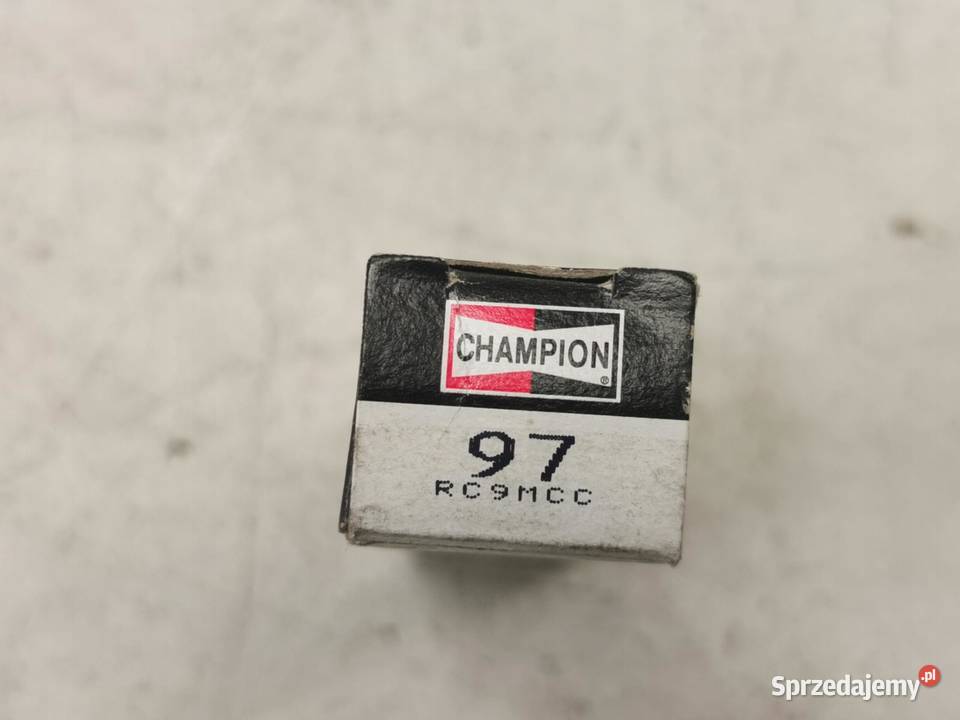 CHAMPION
®
97
RC9MCC
Sprzedajemy.pl